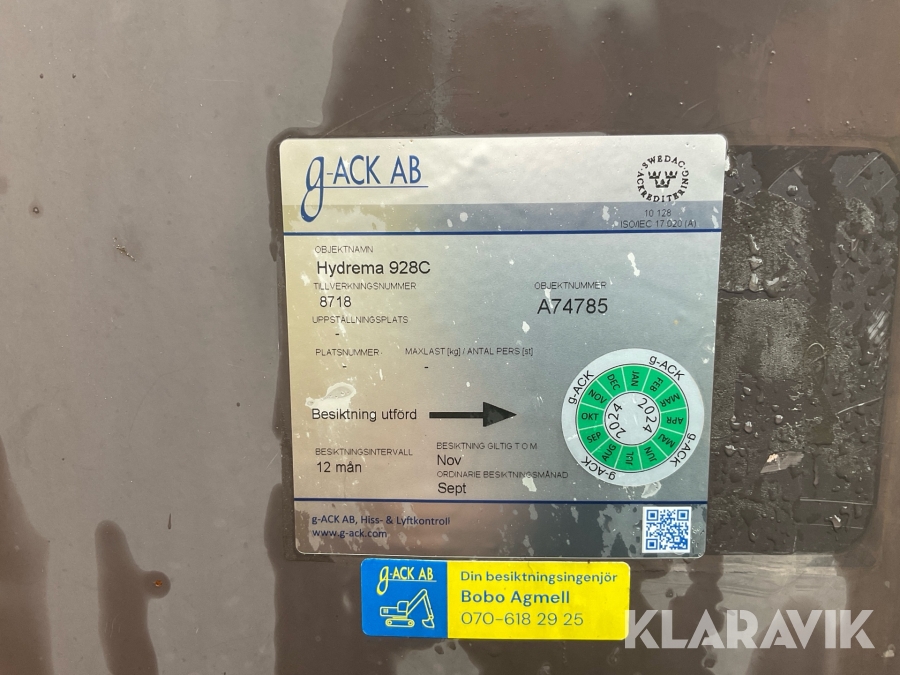 g-ACK AB
SWEDAC
ACKREDITERING
10 128
ISO/IEC 17 020 (A)
OBJEKTNAMN
Hydrema 928C
TILLVERKNINGSNUMMER
8718
OBJEKTNUMMER
A74785
UPPSTÄLLNINGSPLATS
-
PLATSNUMMER
-
MAXLAST [kg] / ANTAL PERS [st]
-
Besiktning utförd
g-ACK
g-ACK
g-ACK
g-ACK
JAN
FEB
MAR
APR
MAJ
JUN
JUL
AUG
SEP
OKT
NOV
DEC
2024
2024
BESIKTNINGSINTERVALL
12 mån
BESIKTNING GILTIG T O M
Nov
ORDINARIE BESIKTNINGSMÅNAD
Sept
g-ACK AB, Hiss- & Lyftkontroll
www.g-ack.com
g-ACK AB
Din besiktningsingenjör
Bobo Agmell
070-618 29 25
KLARAVIK